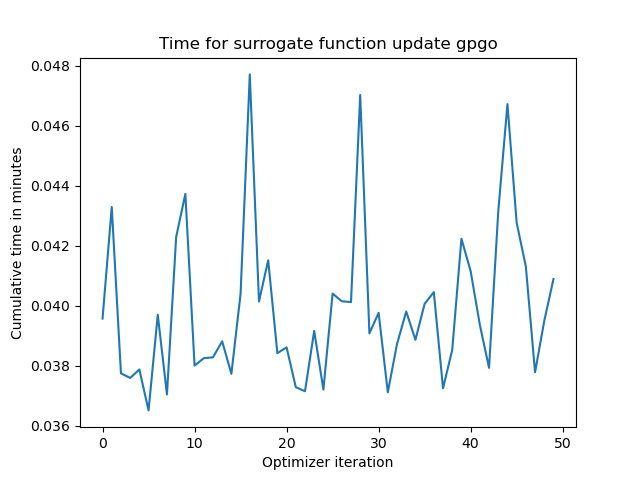 Time for surrogate function update gpgo
0.048
0.046
0.044
0.042
0.040
0.038
0.036
Cumulative time in minutes
0 10 20 30 40 50
Optimizer iteration